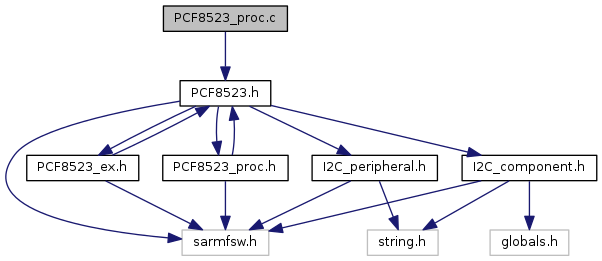 PCF8523_proc.c
PCF8523.h
PCF8523_ex.h
PCF8523_proc.h
I2C_peripheral.h
I2C_component.h
sarmfsw.h
string.h
globals.h